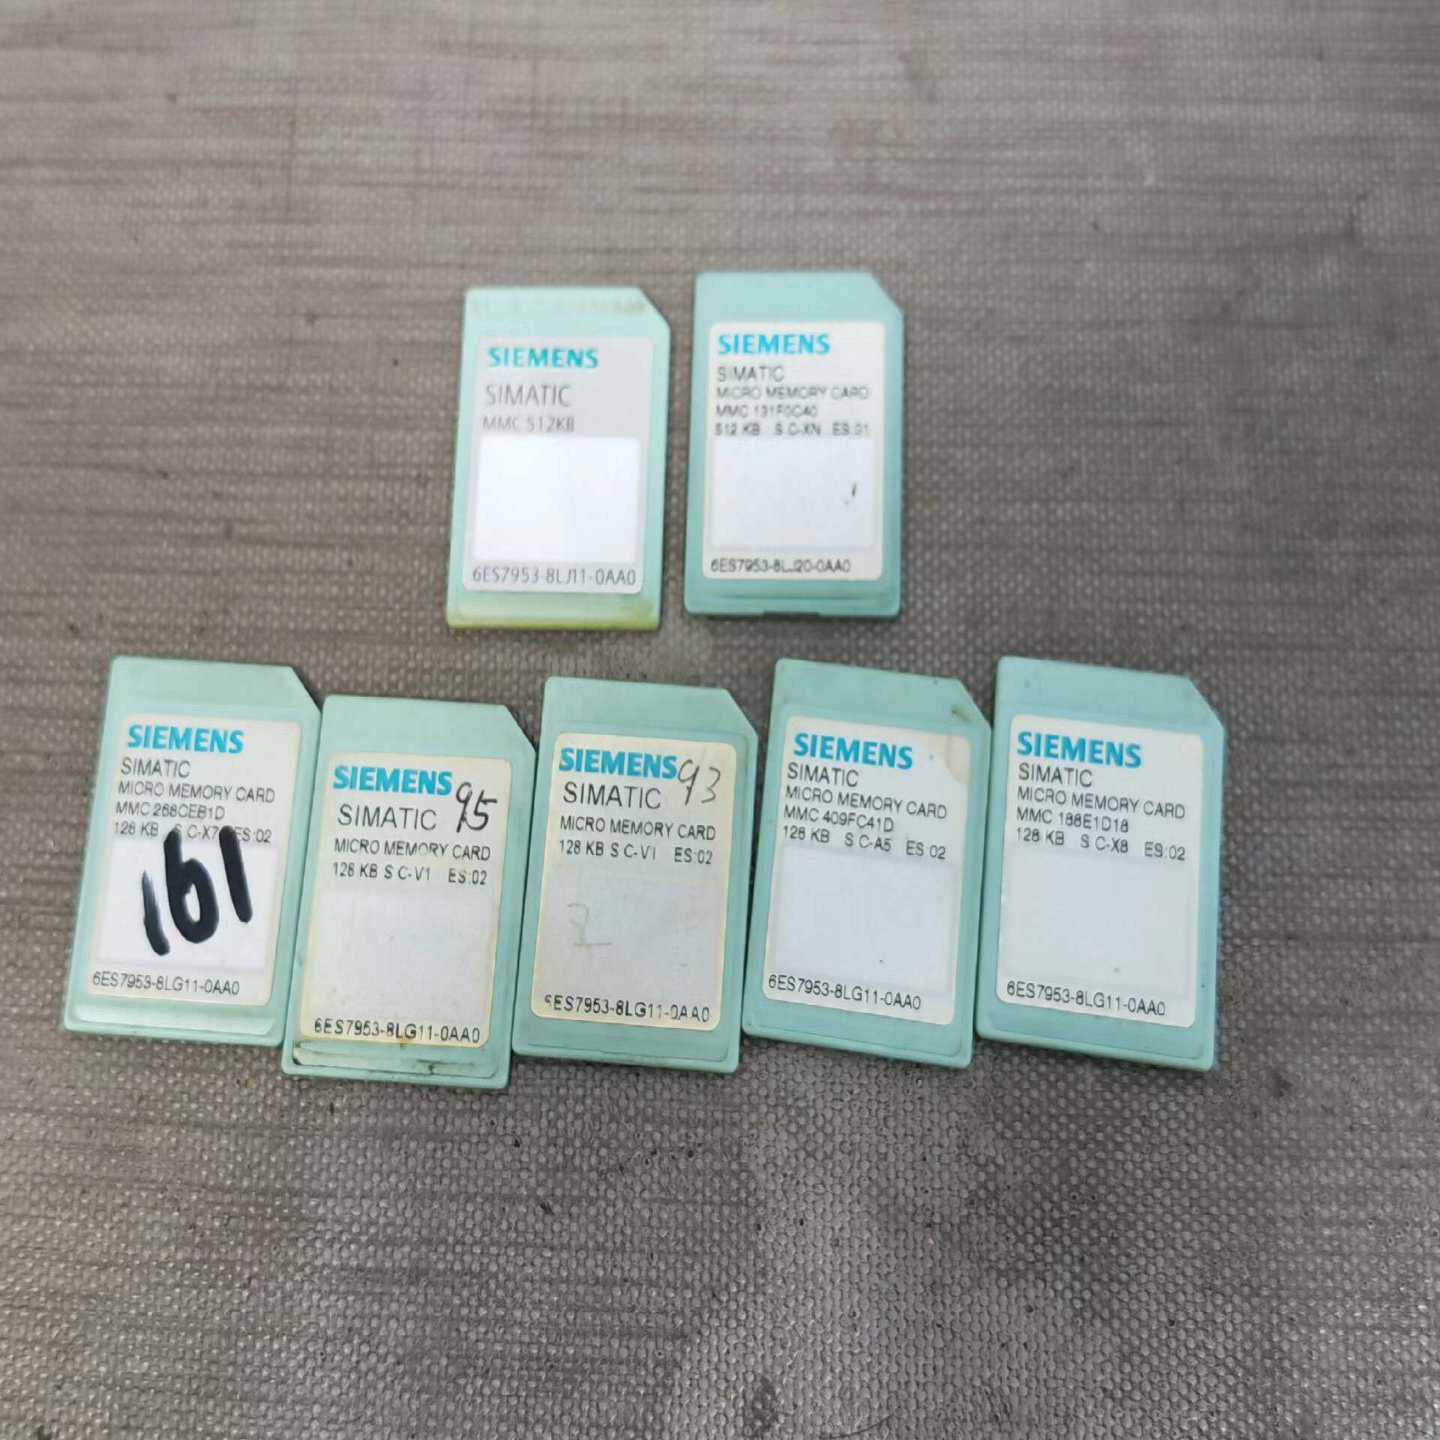 SIEMENS
SIMATIC
MMC 512KB
6ES7953-8LJ11-0AA0
SIEMENS
SIMATIC
MICRO MEMORY CARD
MMC 131F0C40
512 KB S C-XN ES:01
6ES7953-8LJ20-0AA0
SIEMENS
SIMATIC
MICRO MEMORY CARD
MMC 268CEB1D
128 KB S C-X7 ES:02
161
6ES7953-8LG11-0AA0
SIEMENS
95
SIMATIC
MICRO MEMORY CARD
128 KB S C-V1 ES:02
6ES7953-8LG11-0AA0
SIEMENS
93
SIMATIC
MICRO MEMORY CARD
128 KB S C-V1 ES:02
2
6ES7953-8LG11-0AA0
SIEMENS
SIMATIC
MICRO MEMORY CARD
MMC 409FC41D
128 KB S C-A5 ES:02
6ES7953-8LG11-0AA0
SIEMENS
SIMATIC
MICRO MEMORY CARD
MMC 188E1D18
128 KB S C-X8 ES:02
6ES7953-8LG11-0AA0